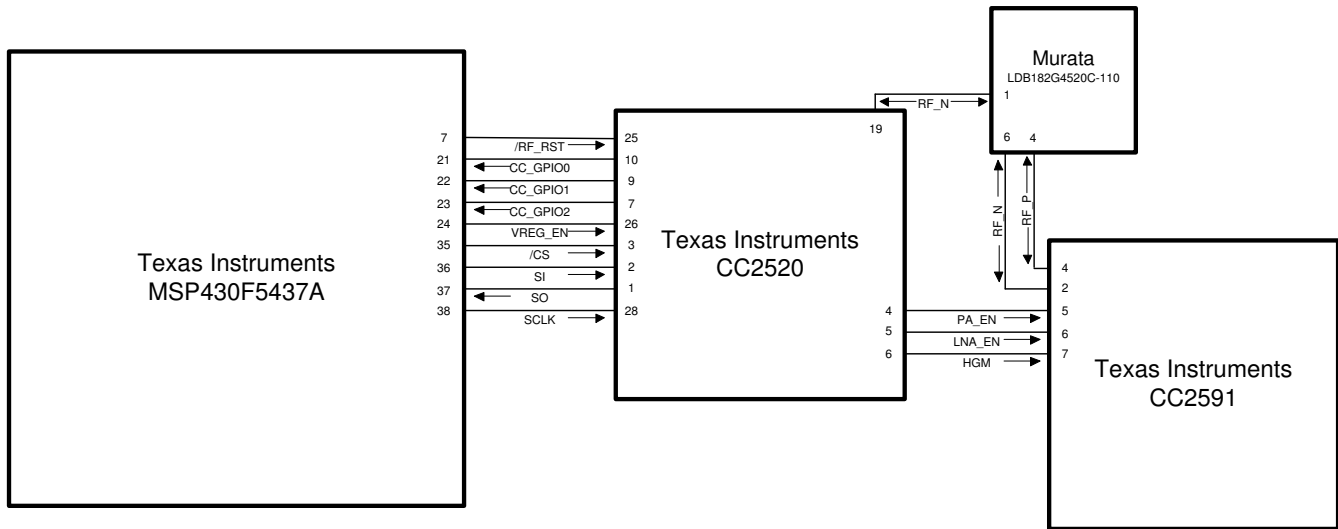 Murata
LDB182G4520C-110
1
RF_N
19
6 4
7 25
/RF_RST
21 10
CC_GPIO0
22 9
CC_GPIO1
23 7
CC_GPIO2
24 26
VREG_EN
35 3
/CS
36 2
SI
37 1
SO
38 28
SCLK
Texas Instruments
MSP430F5437A
Texas Instruments
CC2520
RF_N
RF_P
4
2
4 5
PA_EN
5 6
LNA_EN
6 7
HGM
Texas Instruments
CC2591